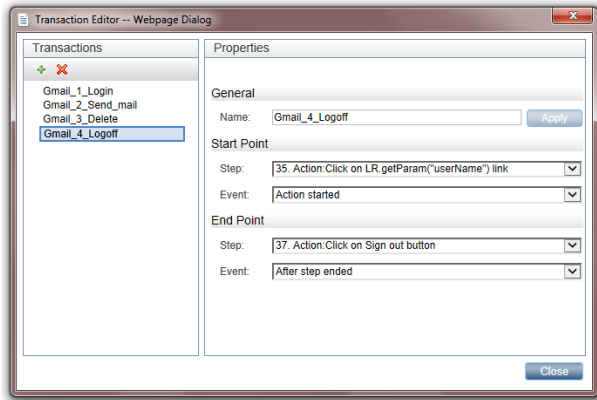 Transaction Editor -- Webpage Dialog
Transactions
Gmail_1_Login
Gmail_2_Send_mail
Gmail_3_Delete
Gmail_4_Logoff
Properties
General
Name: Gmail_4_Logoff Apply
Start Point
Step: 35. Action:Click on LR.getParam("userName") link
Event: Action started
End Point
Step: 37. Action:Click on Sign out button
Event: After step ended
Close